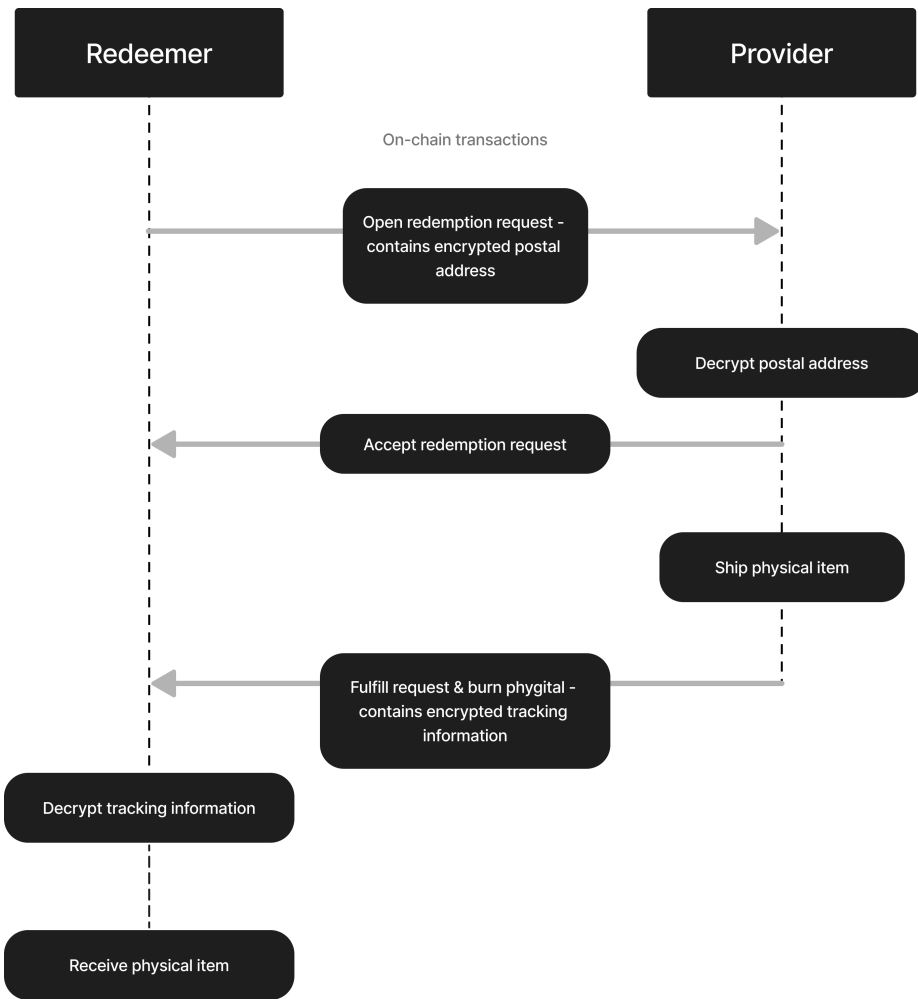 Redeemer
Provider
On-chain transactions
Open redemption request -
contains encrypted postal
address
Decrypt postal address
Accept redemption request
Ship physical item
Fulfill request & burn phygital -
contains encrypted tracking
information
Decrypt tracking information
Receive physical item